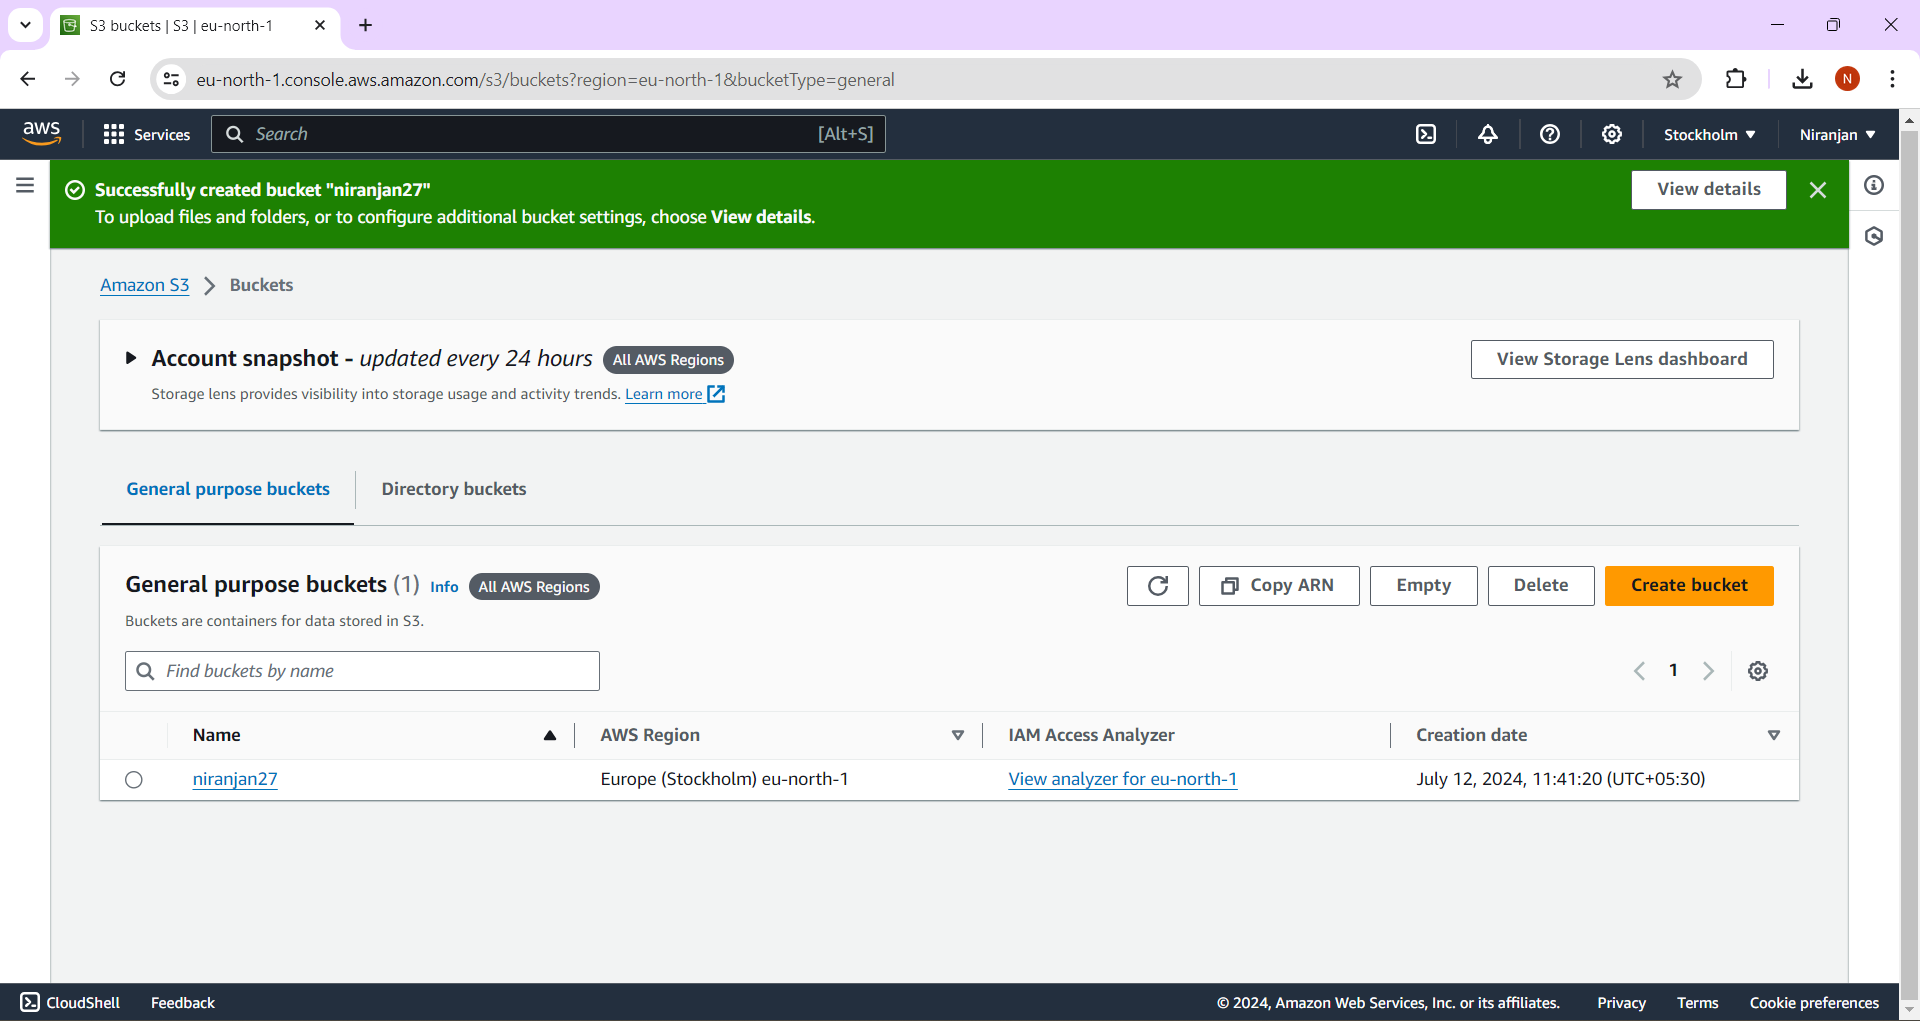 S3 buckets | S3 | eu-north-1
eu-north-1.console.aws.amazon.com/s3/buckets?region=eu-north-1&bucketType=general
N
aws
Services
Search
[Alt+S]
Stockholm
Niranjan
Successfully created bucket "niranjan27"
To upload files and folders, or to configure additional bucket settings, choose View details.
View details
Amazon S3
Buckets
Account snapshot - updated every 24 hours
All AWS Regions
Storage lens provides visibility into storage usage and activity trends. Learn more
View Storage Lens dashboard
General purpose buckets
Directory buckets
General purpose buckets (1) Info
All AWS Regions
Copy ARN
Empty
Delete
Create bucket
Buckets are containers for data stored in S3.
Find buckets by name
1
Name
AWS Region
IAM Access Analyzer
Creation date
niranjan27
Europe (Stockholm) eu-north-1
View analyzer for eu-north-1
July 12, 2024, 11:41:20 (UTC+05:30)
CloudShell
Feedback
© 2024, Amazon Web Services, Inc. or its affiliates.
Privacy
Terms
Cookie preferences